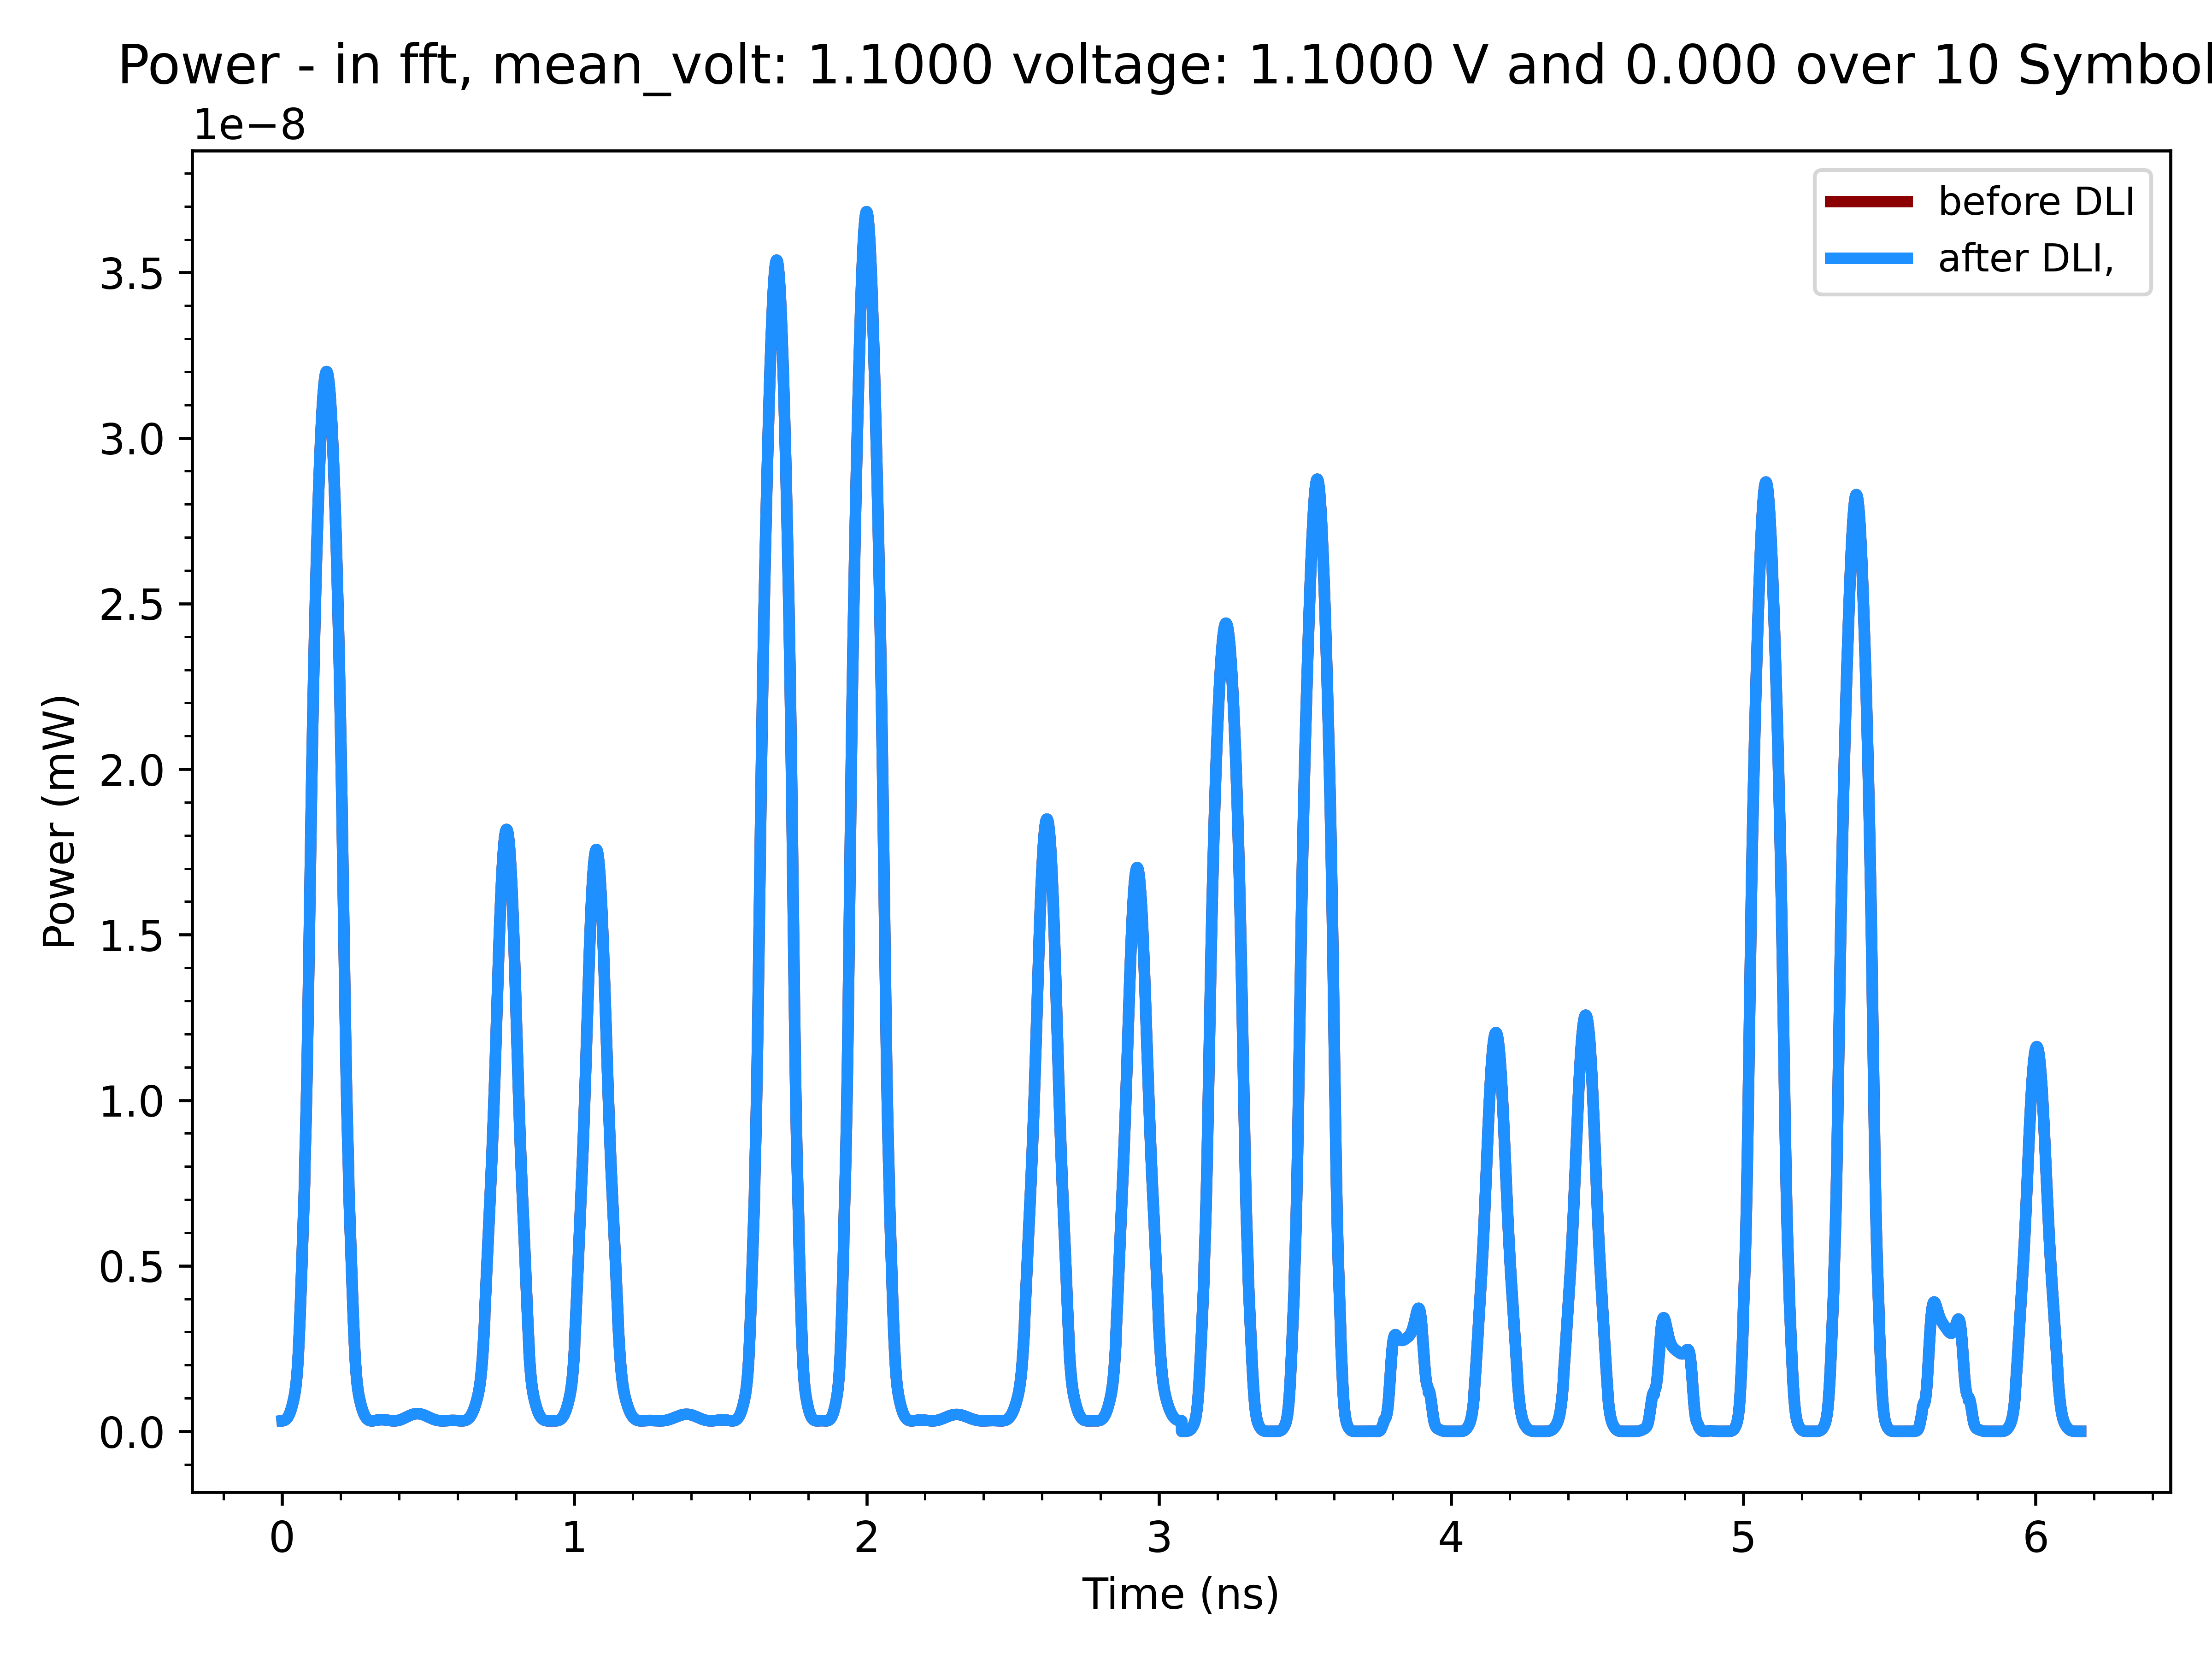 Power - in fft, mean_volt: 1.1000 voltage: 1.1000 V and 0.000 over 10 Symbol
1e−8
before DLI
after DLI,
3.5
3.0
2.5
2.0
1.5
1.0
0.5
0.0
Power (mW)
0 1 2 3 4 5 6
Time (ns)